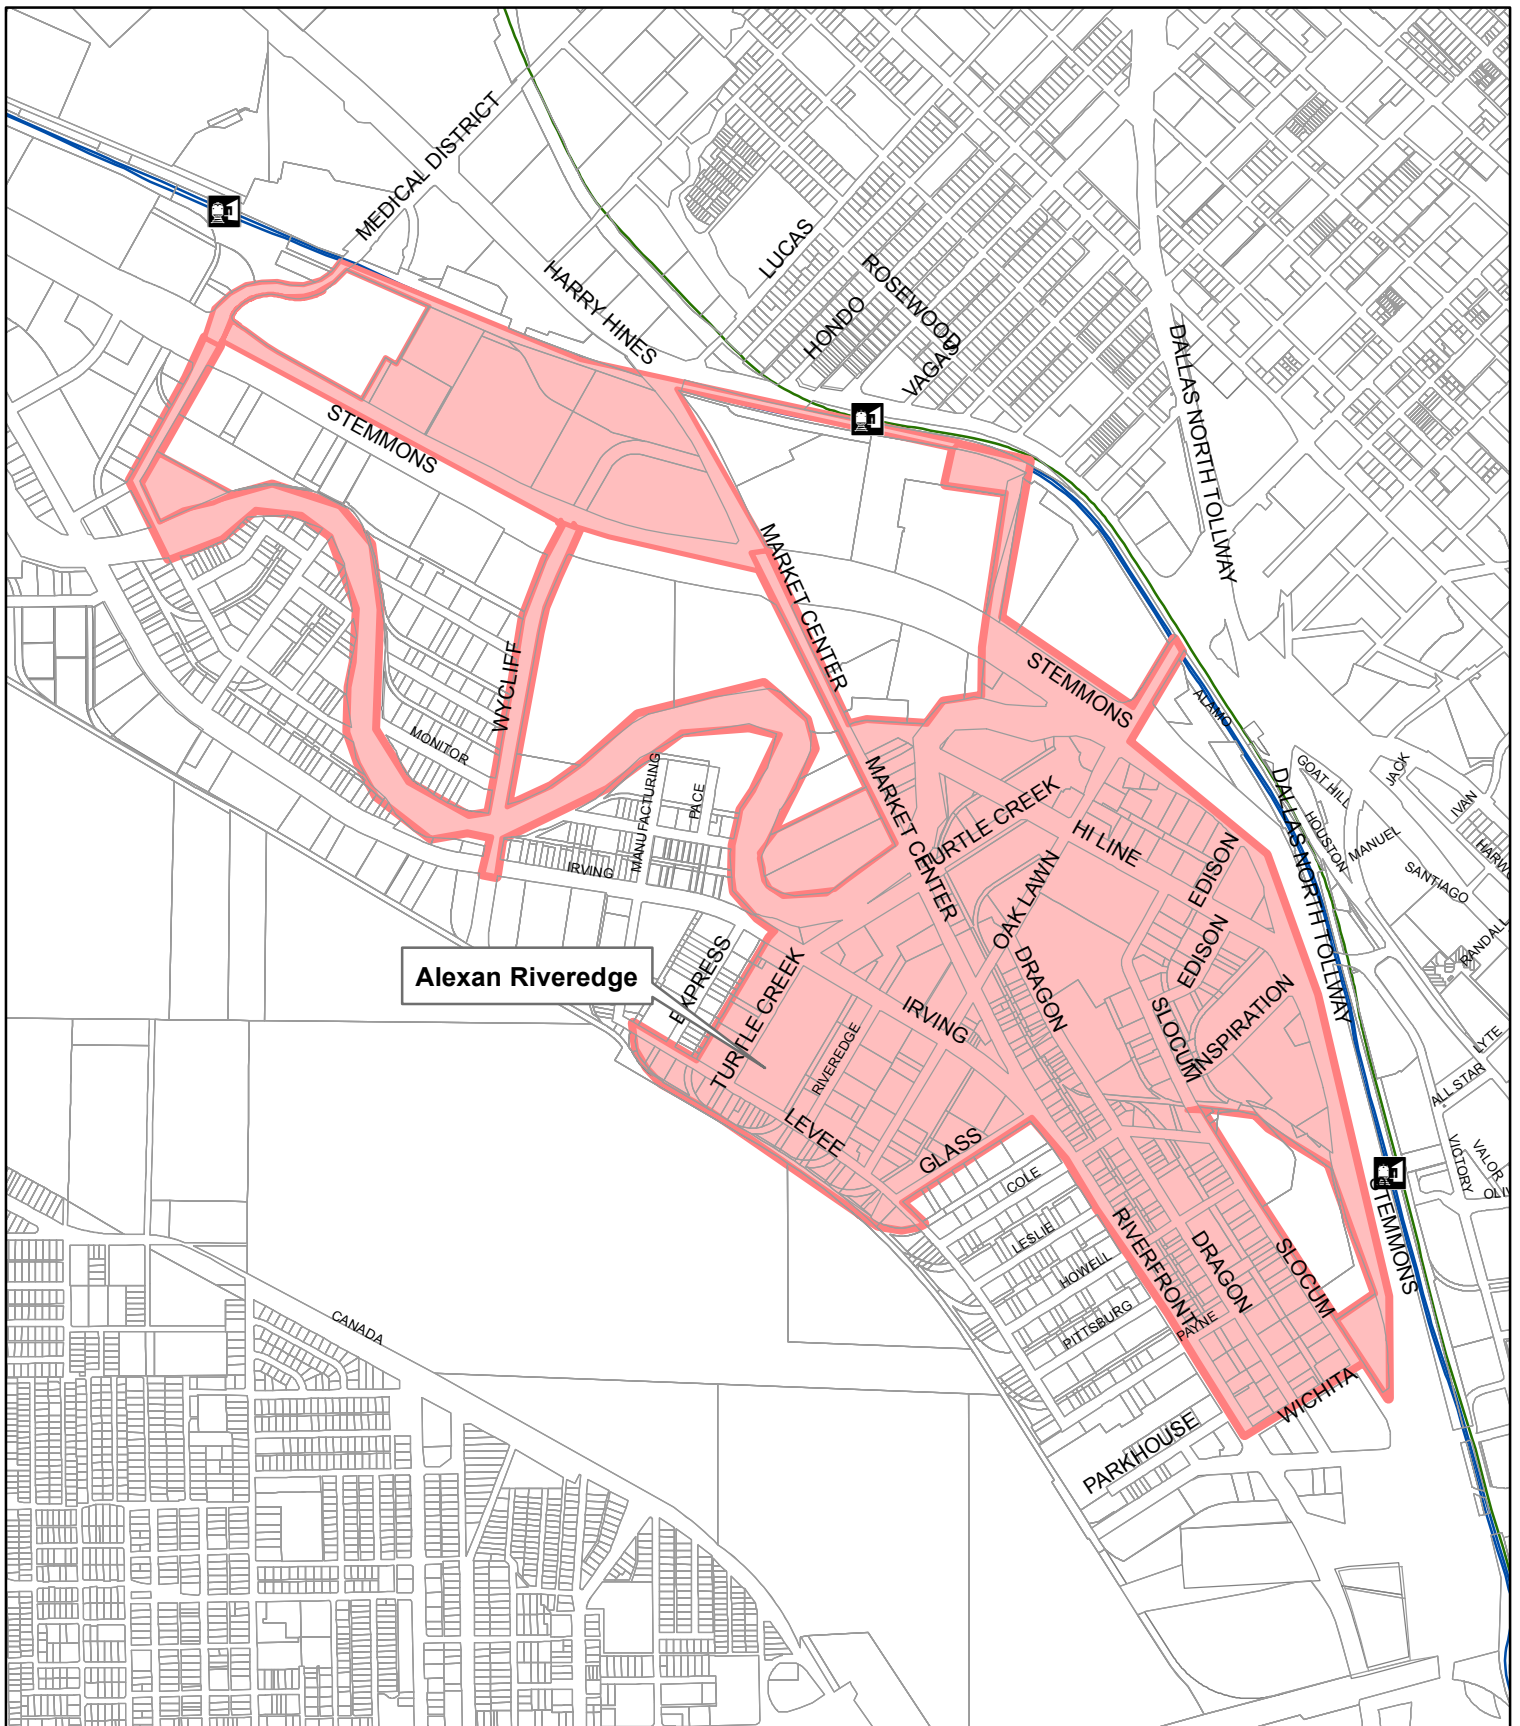 MEDICAL DISTRICT
HARRY HINES
LUCAS
ROSEWOOD
HONDO
VAGAS
DALLAS NORTH TOLLWAY
STEMMONS
MARKET CENTER
WYCLIFF
STEMMONS
ALAMO
MONITOR
MANUFACTURING
PACE
IRVING
MARKET CENTER
TURTLE CREEK
HI LINE
GOAT HILL
JACK
IVAN
HOUSTON
MANUEL
HARWO
SANTIAGO
RANDALL
DALLAS NORTH TOLLWAY
EDISON
OAK LAWN
EDISON
Alexan Riveredge
EXPRESS
TURTLE CREEK
DRAGON
IRVING
SLOCUM
INSPIRATION
RIVEREDGE
LYTE
ALL STAR
LEVEE
GLASS
VICTORY
VALOR
OLIV
COLE
STEMMONS
LESLIE
RIVERFRONT
DRAGON
SLOCUM
HOWELL
PITTSBURG
PAYNE
CANADA
WICHITA
PARKHOUSE